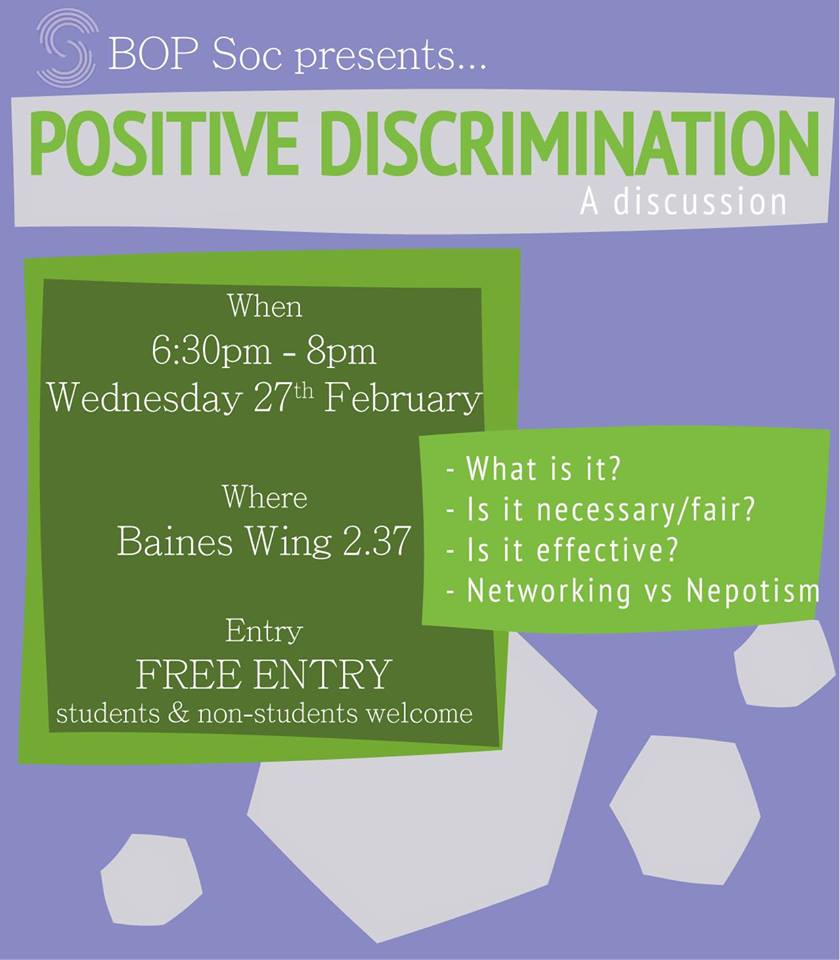 BOP Soc presents...
POSITIVE DISCRIMINATION
A discussion
When
6:30pm - 8pm
Wednesday 27th February
Where
Baines Wing 2.37
Entry
FREE ENTRY
students & non-students welcome
- What is it?
- Is it necessary/fair?
- Is it effective?
- Networking vs Nepotism